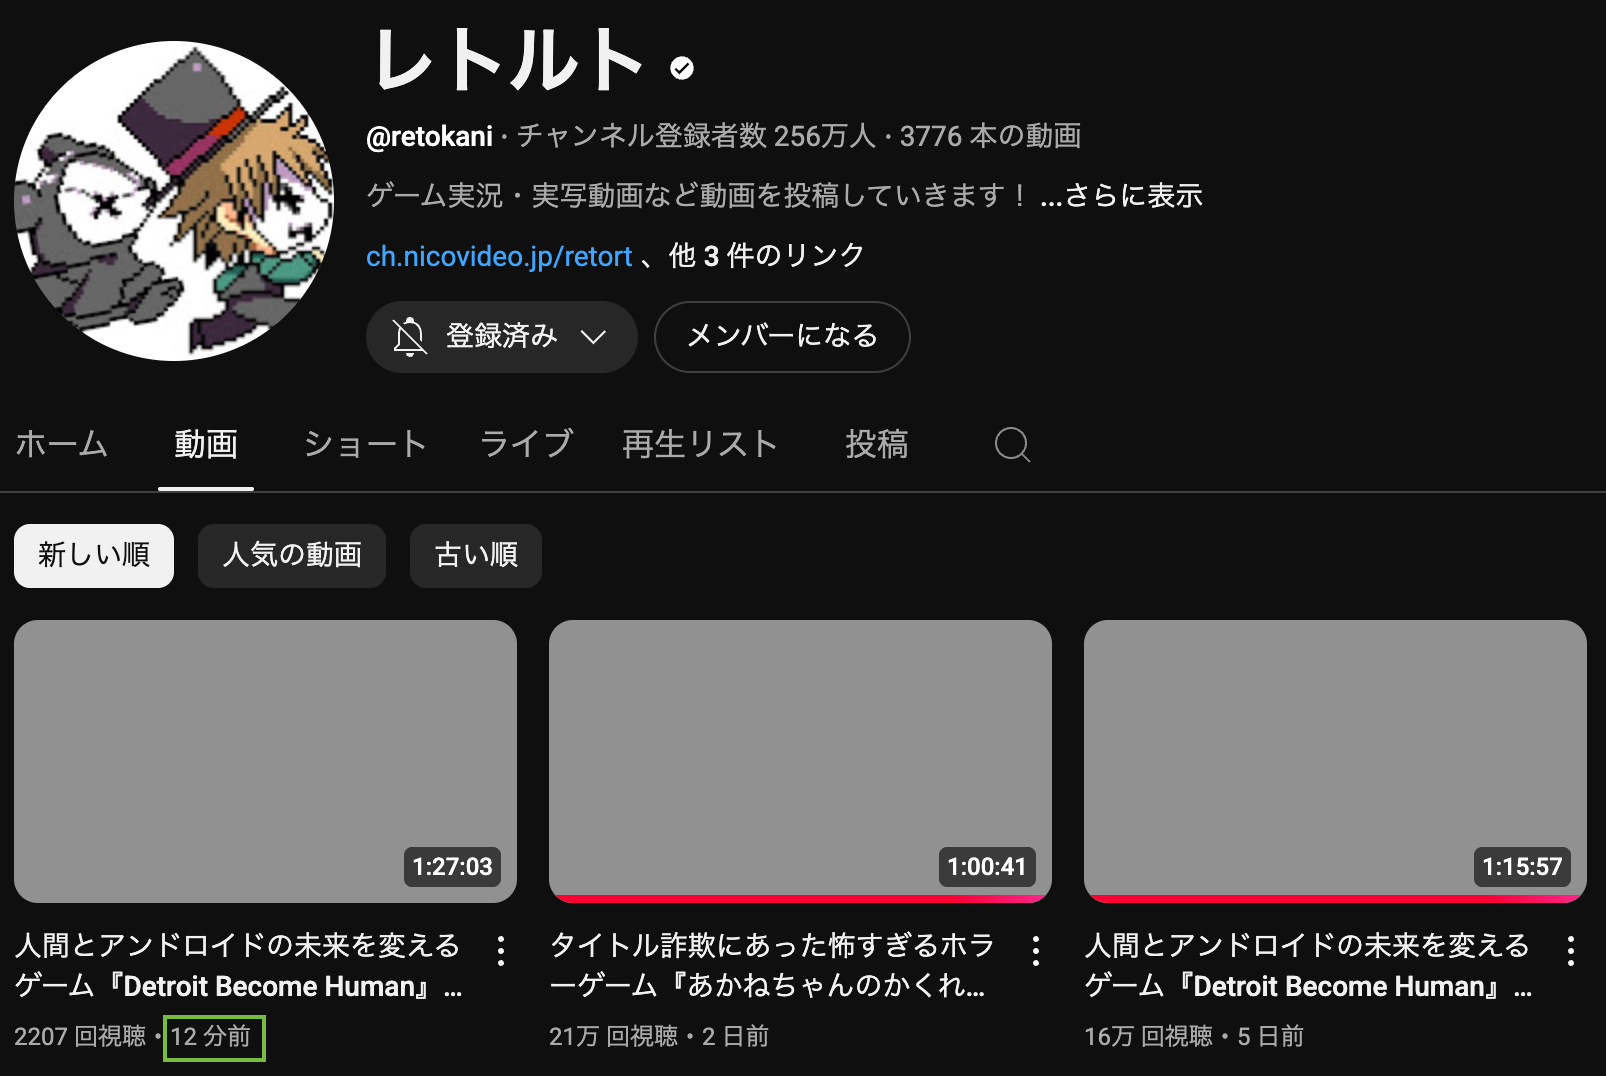 レトルト
@retokani · チャンネル登録者数 256万人 · 3776 本の動画
ゲーム実況・実写動画など動画を投稿していきます！ ...さらに表示
ch.nicovideo.jp/retort 、他 3 件のリンク
登録済み
メンバーになる
ホーム 動画 ショート ライブ 再生リスト 投稿
新しい順 人気の動画 古い順
1:27:03
人間とアンドロイドの未来を変える
ゲーム『Detroit Become Human』...
2207 回視聴・12 分前
1:00:41
タイトル詐欺にあった怖すぎるホラ
ーゲーム『あかねちゃんのかくれ...
21万 回視聴・2 日前
1:15:57
人間とアンドロイドの未来を変える
ゲーム『Detroit Become Human』...
16万 回視聴・5 日前